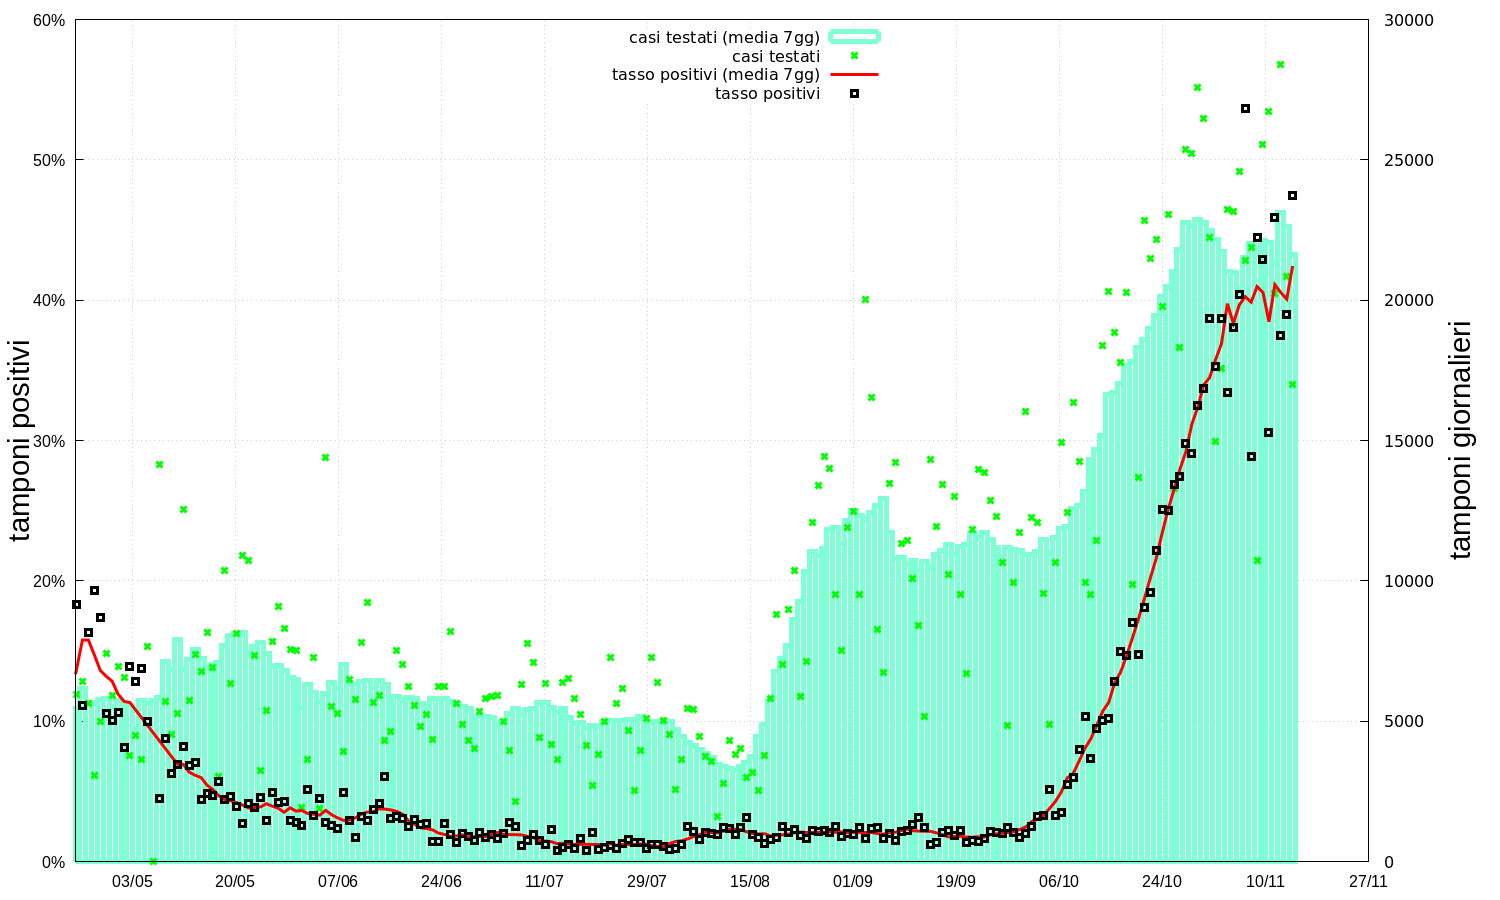 60%
50%
40%
30%
20%
10%
0%
tamponi positivi
casi testati (media 7gg)
casi testati
tasso positivi (media 7gg)
tasso positivi
30000
25000
20000
15000
10000
5000
0
tamponi giornalieri
03/05 20/05 07/06 24/06 11/07 29/07 15/08 01/09 19/09 06/10 24/10 10/11 27/11